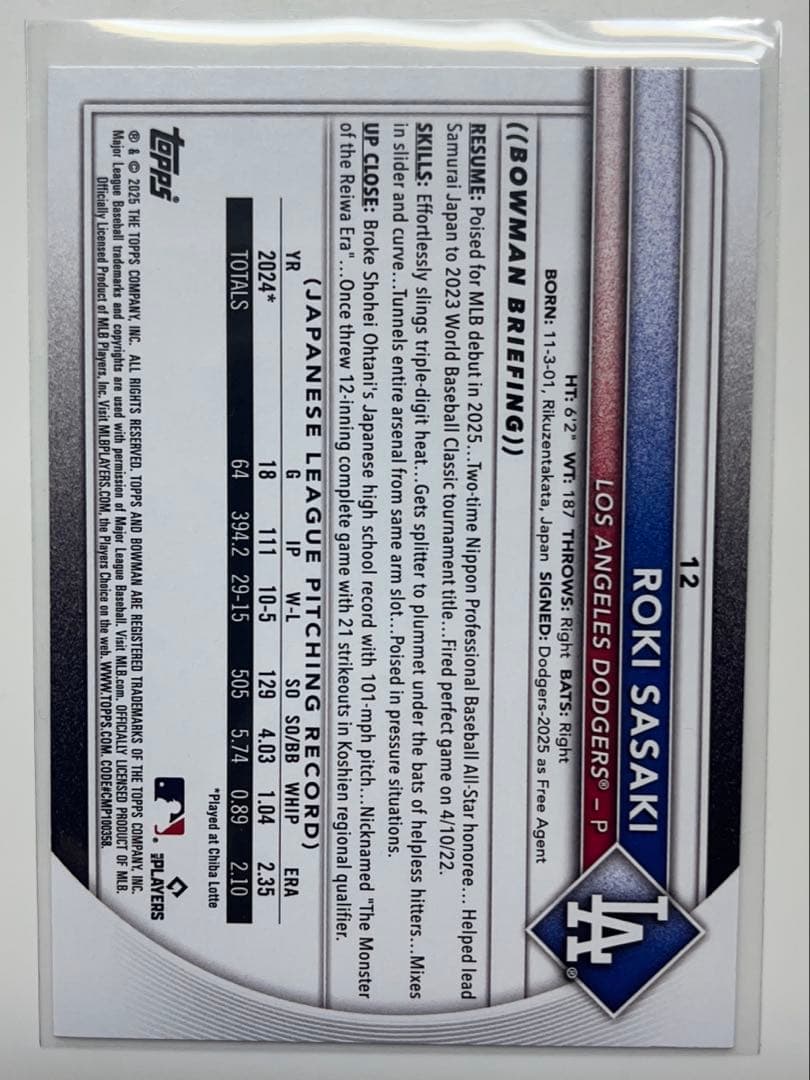 12
ROKI SASAKI
LOS ANGELES DODGERS® – P
LA®
HT: 6'2" WT: 187 THROWS: Right BATS: Right
BORN: 11-3-01, Rikuzentakata, Japan SIGNED: Dodgers-2025 as Free Agent
((BOWMAN BRIEFING))
RESUME: Poised for MLB debut in 2025...Two-time Nippon Professional Baseball All-Star honoree... Helped lead
Samurai Japan to 2023 World Baseball Classic tournament title...Fired perfect game on 4/10/22.
SKILLS: Effortlessly slings triple-digit heat...Gets splitter to plummet under the bats of helpless hitters...Mixes
in slider and curve...Tunnels entire arsenal from same arm slot...Poised in pressure situations.
UP CLOSE: Broke Shohei Ohtani's Japanese high school record with 101-mph pitch...Nicknamed "The Monster
of the Reiwa Era"...Once threw 12-inning complete game with 21 strikeouts in Koshien regional qualifier.
(JAPANESE LEAGUE PITCHING RECORD)
YR G IP W-L SO SO/BB WHIP ERA
2024* 18 111 10-5 129 4.03 1.04 2.35
TOTALS 64 394.2 29-15 505 5.74 0.89 2.10
*Played at Chiba Lotte
topps
PLAYERS
® & © 2025 THE TOPPS COMPANY, INC. ALL RIGHTS RESERVED. TOPPS AND BOWMAN ARE REGISTERED TRADEMARKS OF THE TOPPS COMPANY, INC.
Major League Baseball trademarks and copyrights are used with permission of Major League Baseball. Visit MLB.com. OFFICIALLY LICENSED PRODUCT OF MLB
Officially Licensed Product of MLB Players, Inc. Visit MLBPLAYERS.COM, the Players Choice on the web. WWW.TOPPS.COM. CODE#CMP100358.